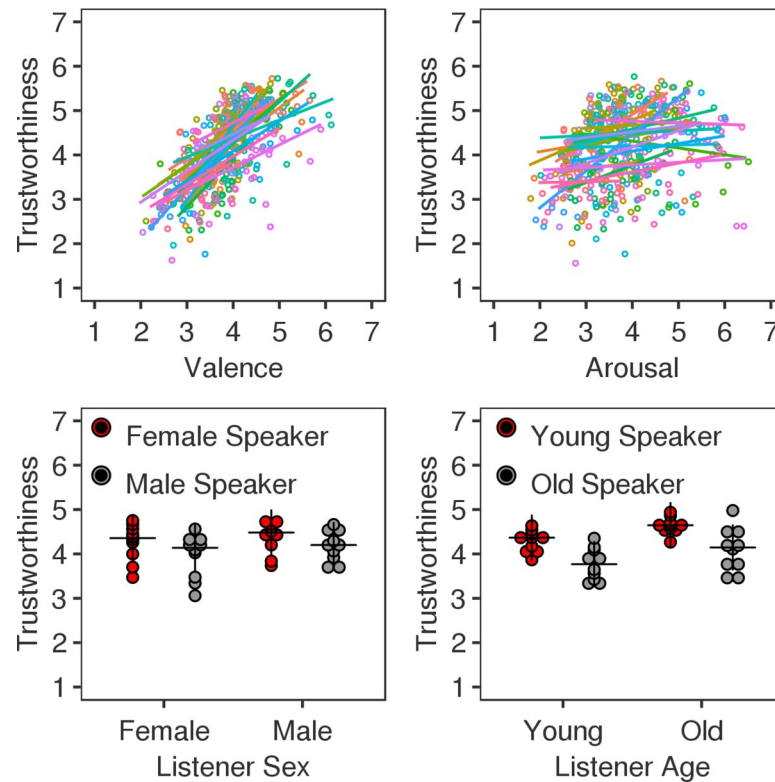 Trustworthiness
7
6
5
4
3
2
1
1 2 3 4 5 6 7
Valence
Trustworthiness
7
6
5
4
3
2
1
1 2 3 4 5 6 7
Arousal
Trustworthiness
7
6
5
4
3
2
1
Female Speaker
Male Speaker
Female Male
Listener Sex
Trustworthiness
7
6
5
4
3
2
1
Young Speaker
Old Speaker
Young Old
Listener Age